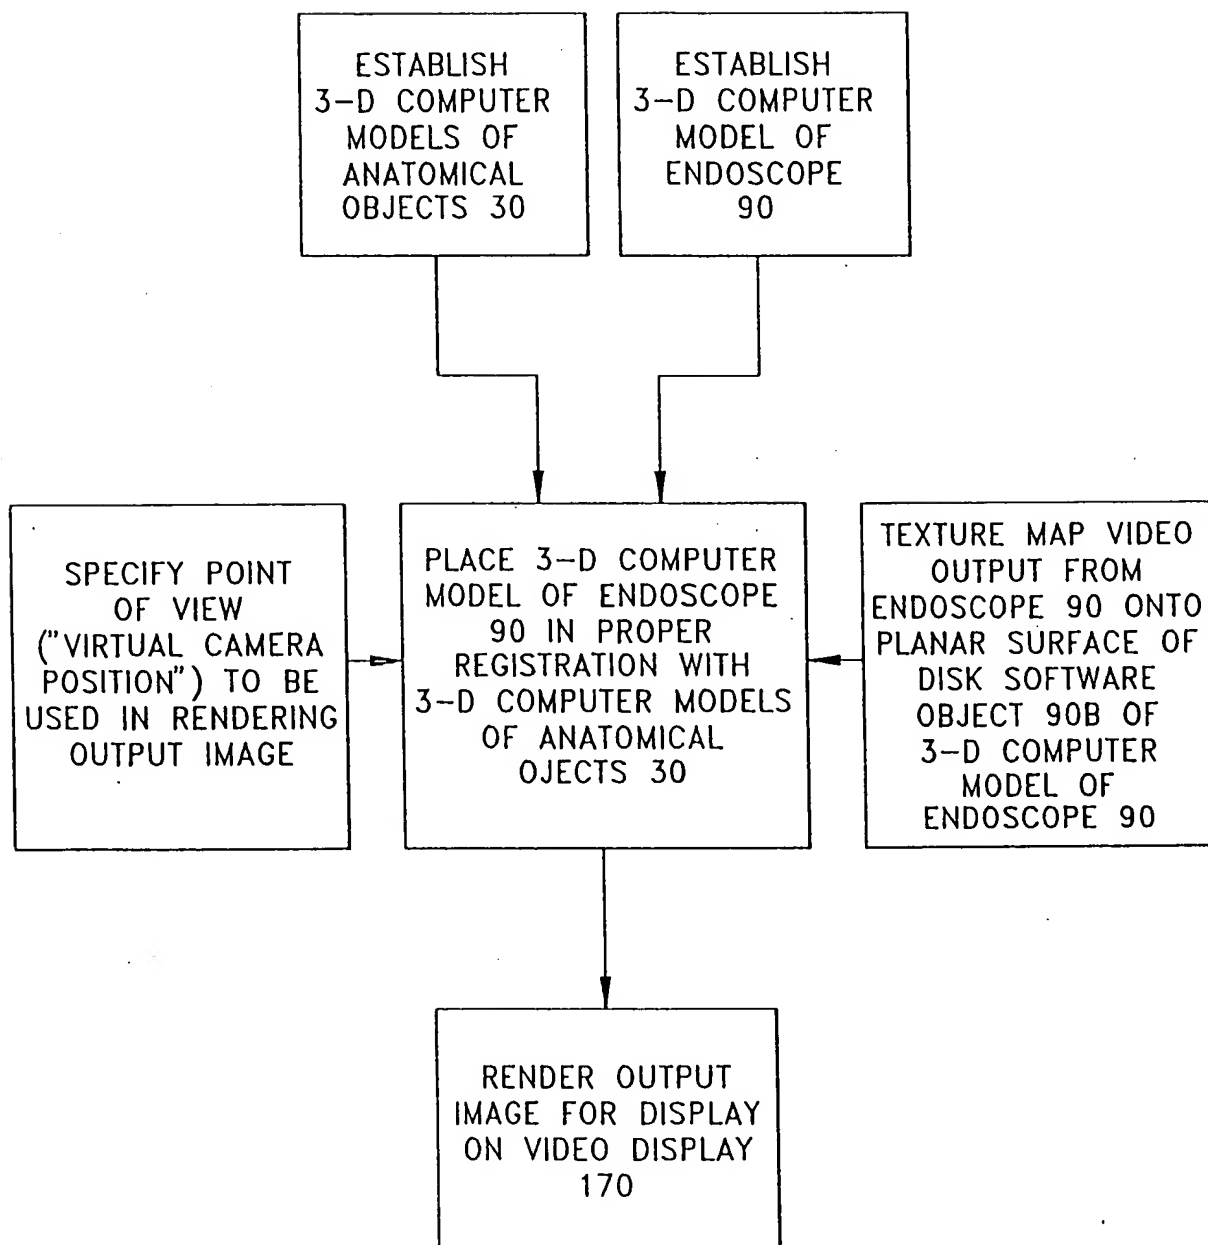 ESTABLISH
3-D COMPUTER
MODELS OF
ANATOMICAL
OBJECTS 30
ESTABLISH
3-D COMPUTER
MODEL OF
ENDOSCOPE
90
SPECIFY POINT
OF VIEW
("VIRTUAL CAMERA
POSITION") TO BE
USED IN RENDERING
OUTPUT IMAGE
PLACE 3-D COMPUTER
MODEL OF ENDOSCOPE
90 IN PROPER
REGISTRATION WITH
3-D COMPUTER MODELS
OF ANATOMICAL
OJECTS 30
TEXTURE MAP VIDEO
OUTPUT FROM
ENDOSCOPE 90 ONTO
PLANAR SURFACE OF
DISK SOFTWARE
OBJECT 90B OF
3-D COMPUTER
MODEL OF
ENDOSCOPE 90
RENDER OUTPUT
IMAGE FOR DISPLAY
ON VIDEO DISPLAY
170